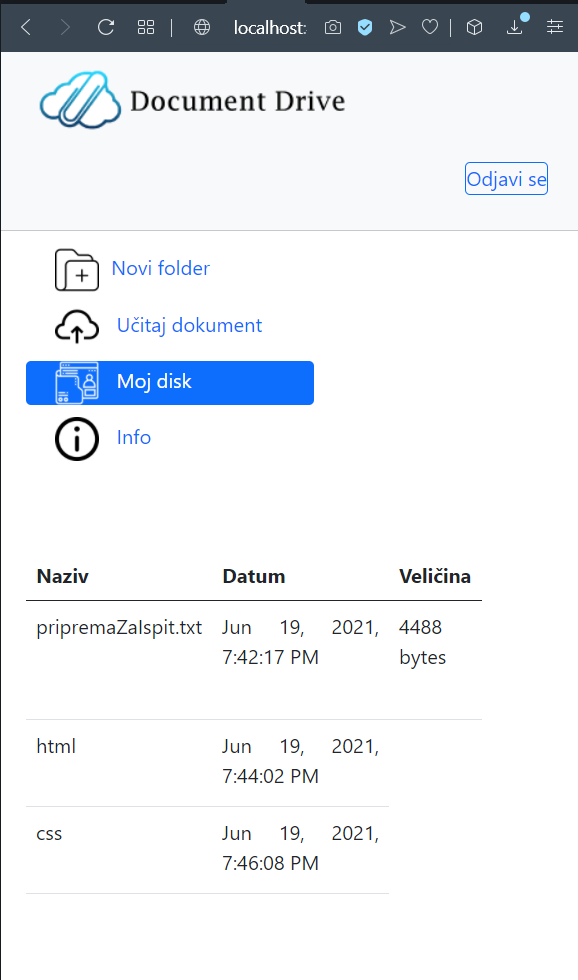 localhost:
Document Drive
Odjavi se
Novi folder
Učitaj dokument
Moj disk
Info
Naziv Datum Veličina
pripremaZaIspit.txt Jun 19, 2021, 4488
7:42:17 PM bytes
html Jun 19, 2021,
7:44:02 PM
css Jun 19, 2021,
7:46:08 PM